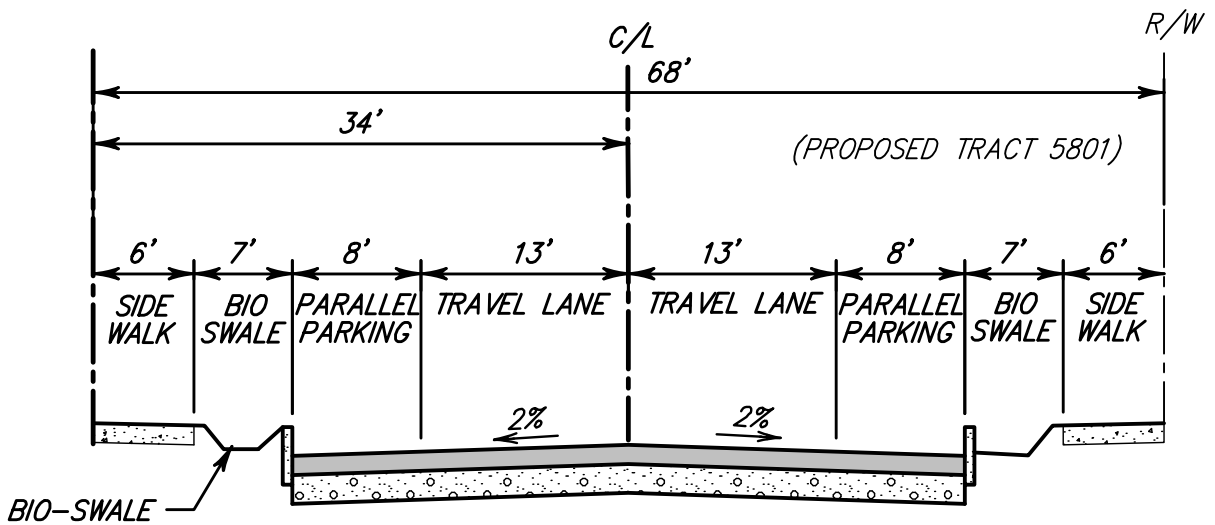 C/L
R/W
68'
34'
(PROPOSED TRACT 5801)
6' 7' 8' 13' 13' 8' 7' 6'
SIDE WALK
BIO SWALE
PARALLEL PARKING
TRAVEL LANE
TRAVEL LANE
PARALLEL PARKING
BIO SWALE
SIDE WALK
2% 2%
BIO-SWALE